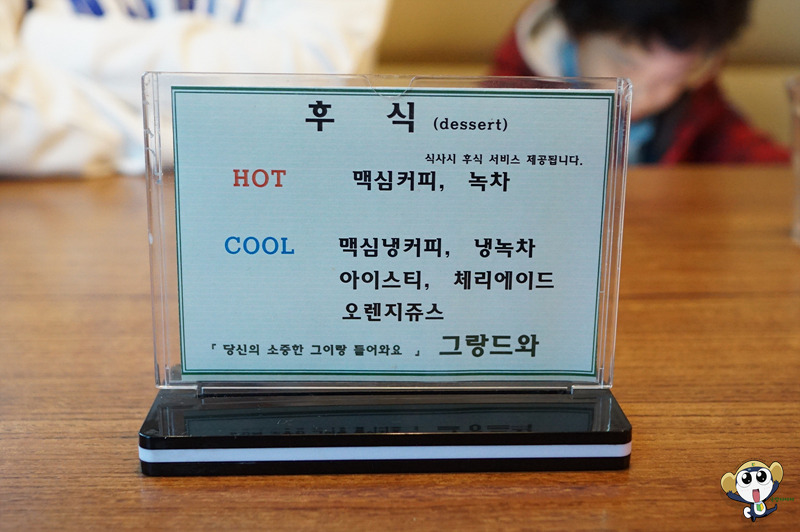 후 식 (dessert)
식사시 후식 서비스 제공됩니다.
HOT 맥심커피, 녹차
COOL 맥심냉커피, 냉녹차
아이스티, 체리에이드
오렌지쥬스
『 당신의 소중한 그이랑 들어와요 』 그랑드와